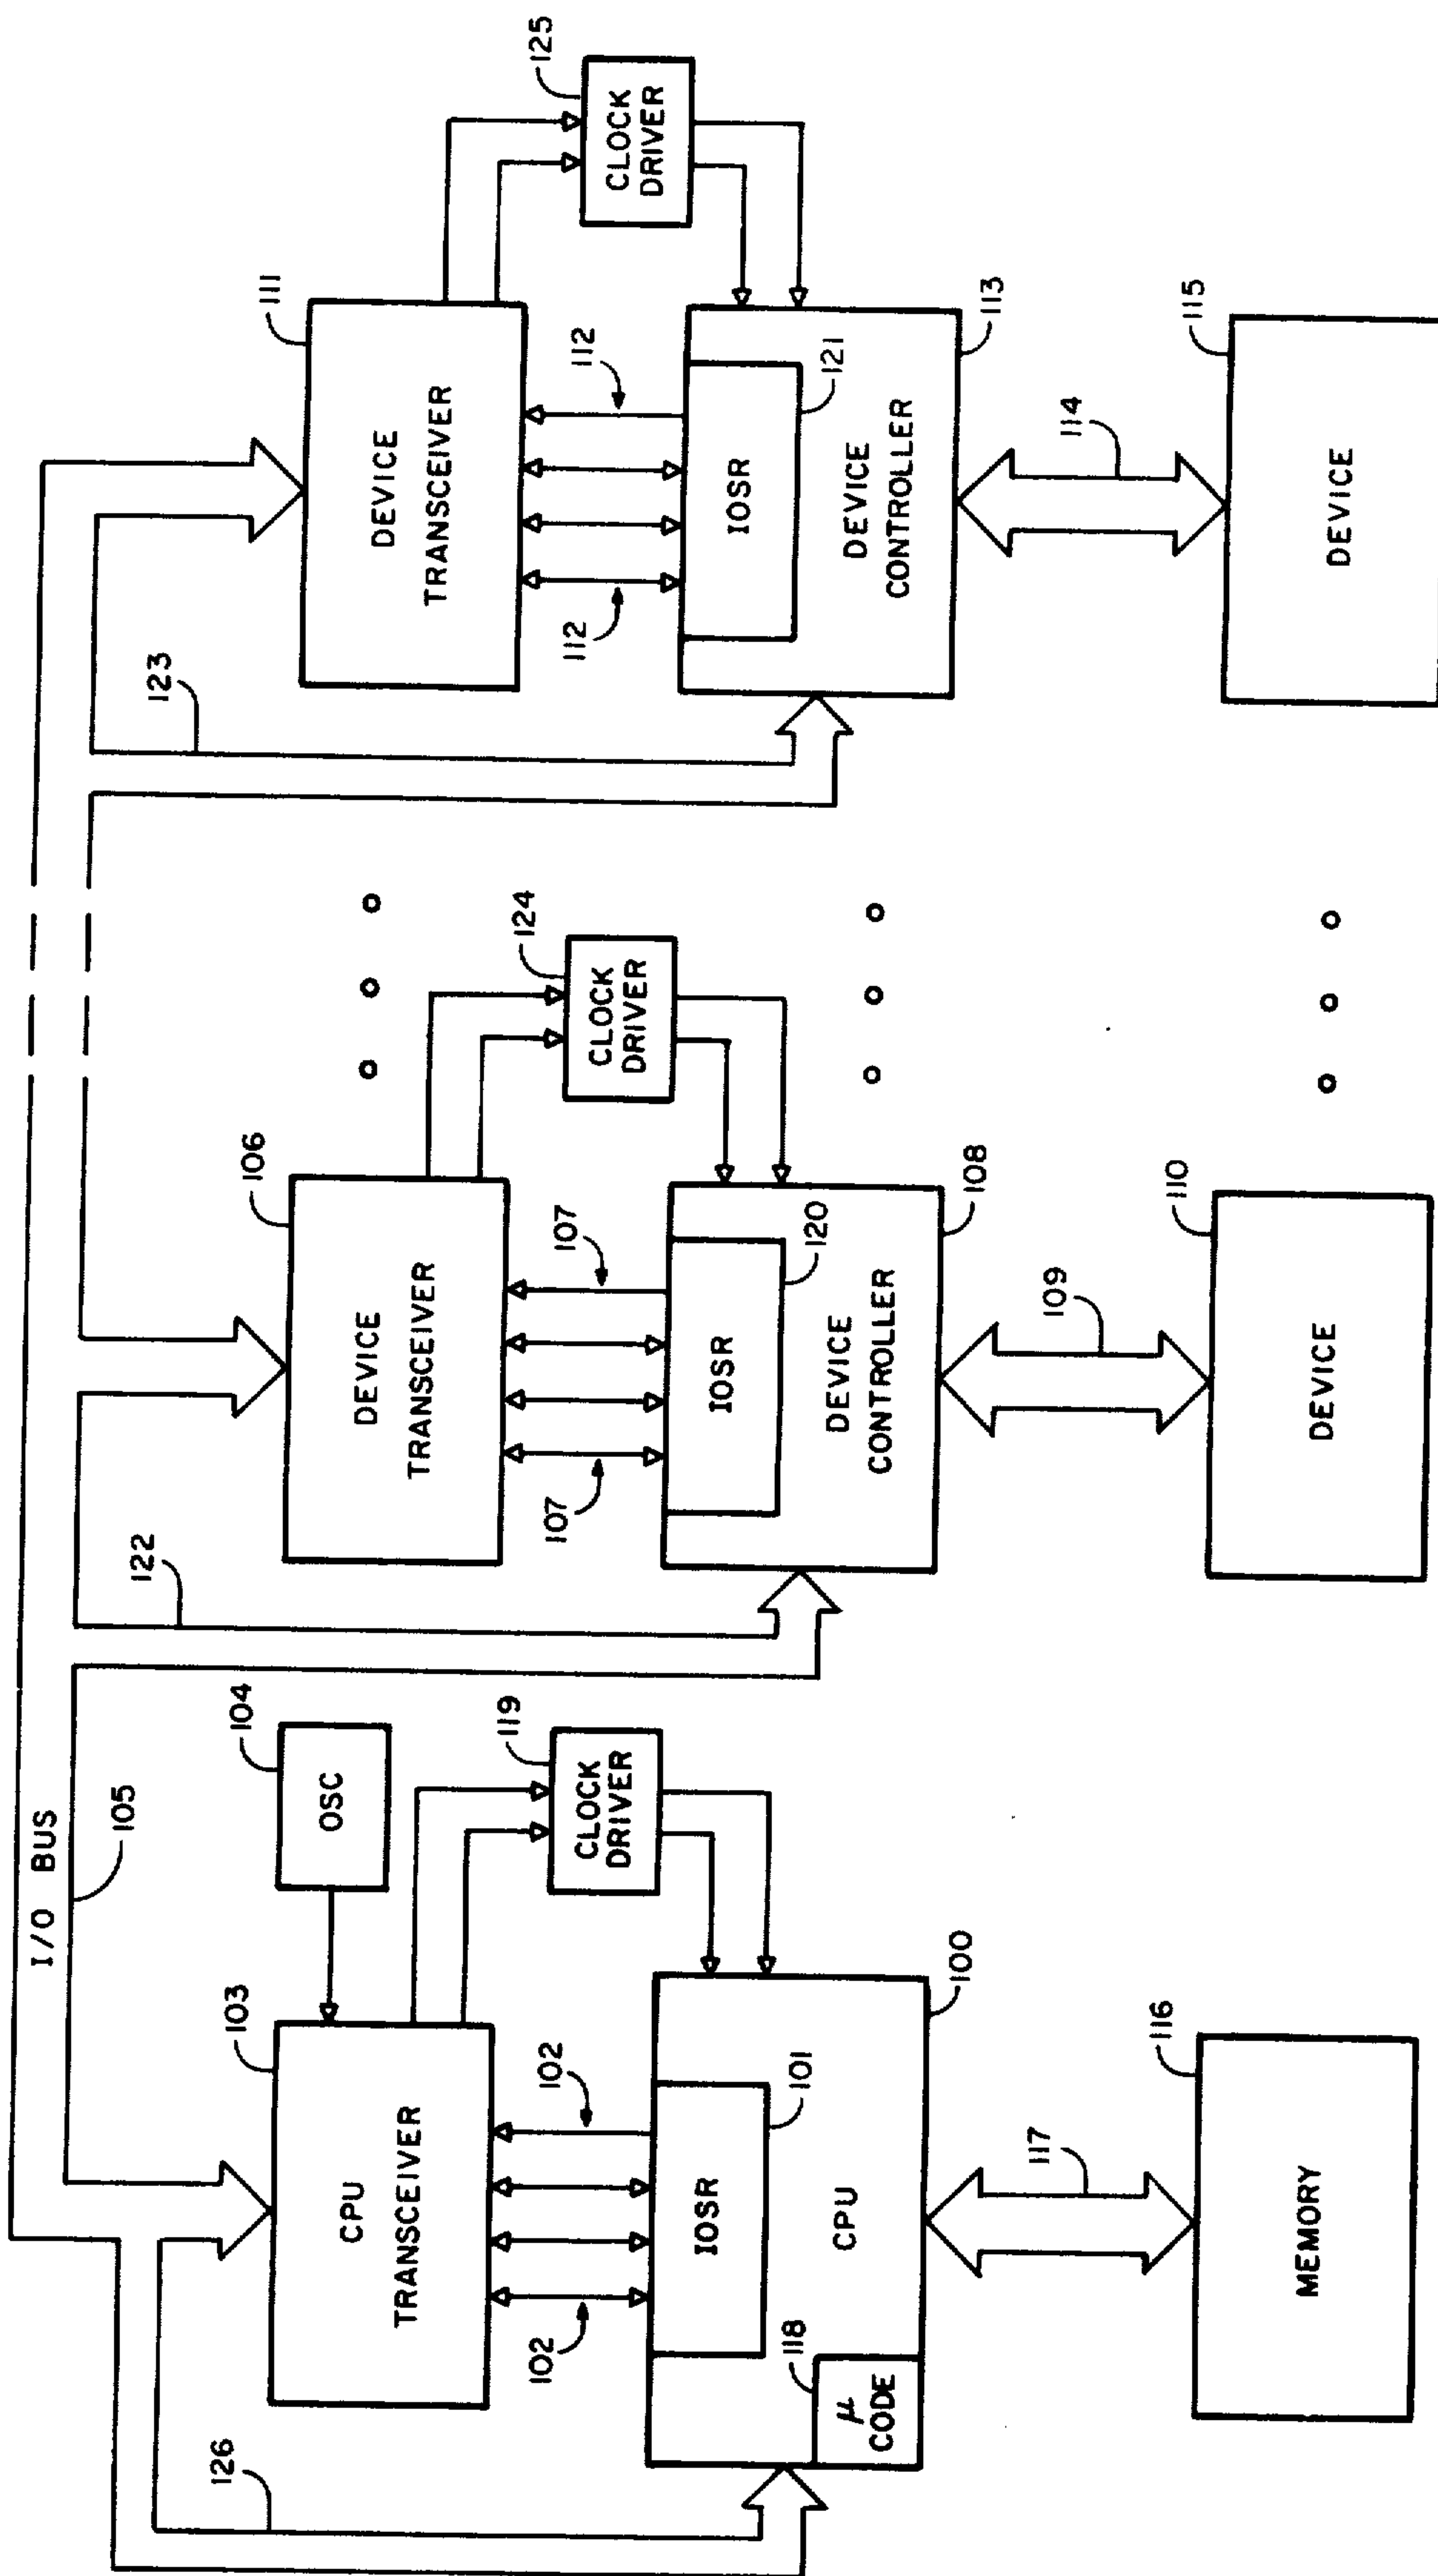 I/O BUS
105
126
103
CPU
TRANSCEIVER
104
OSC
119
CLOCK
DRIVER
102
102
IOSR
101
CPU
100
118
μ
CODE
117
116
MEMORY
122
106
DEVICE
TRANSCEIVER
124
CLOCK
DRIVER
107
107
IOSR
120
DEVICE
CONTROLLER
108
109
110
DEVICE
123
111
DEVICE
TRANSCEIVER
125
CLOCK
DRIVER
112
112
IOSR
121
DEVICE
CONTROLLER
113
114
115
DEVICE